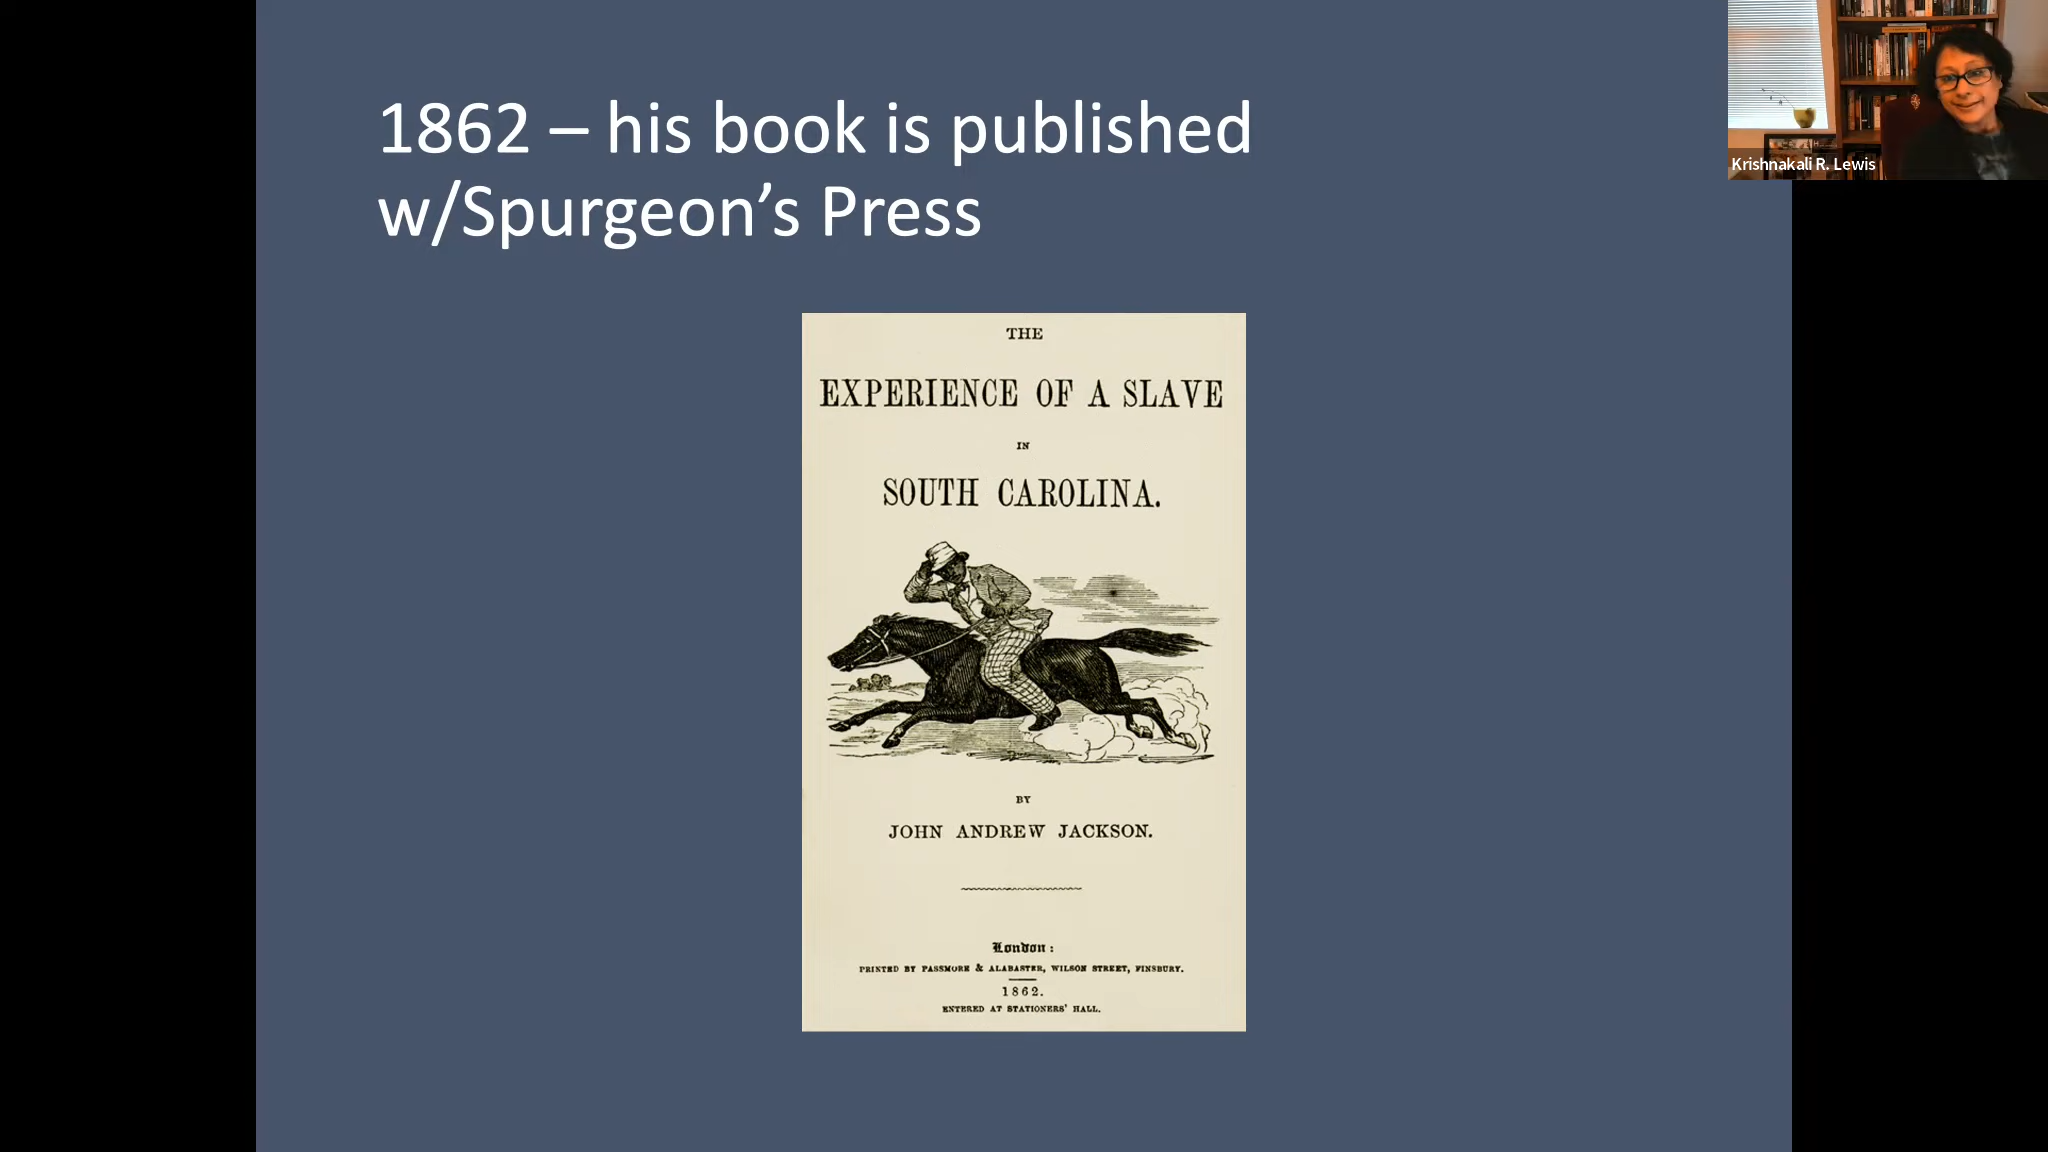 1862 – his book is published
w/Spurgeon's Press
Krishnakali R. Lewis
THE
EXPERIENCE OF A SLAVE
IN
SOUTH CAROLINA.
BY
JOHN ANDREW JACKSON.
London:
PRINTED BY PASSMORE & ALABASTER, WILSON STREET, FINSBURY.
1862.
ENTERED AT STATIONERS' HALL.